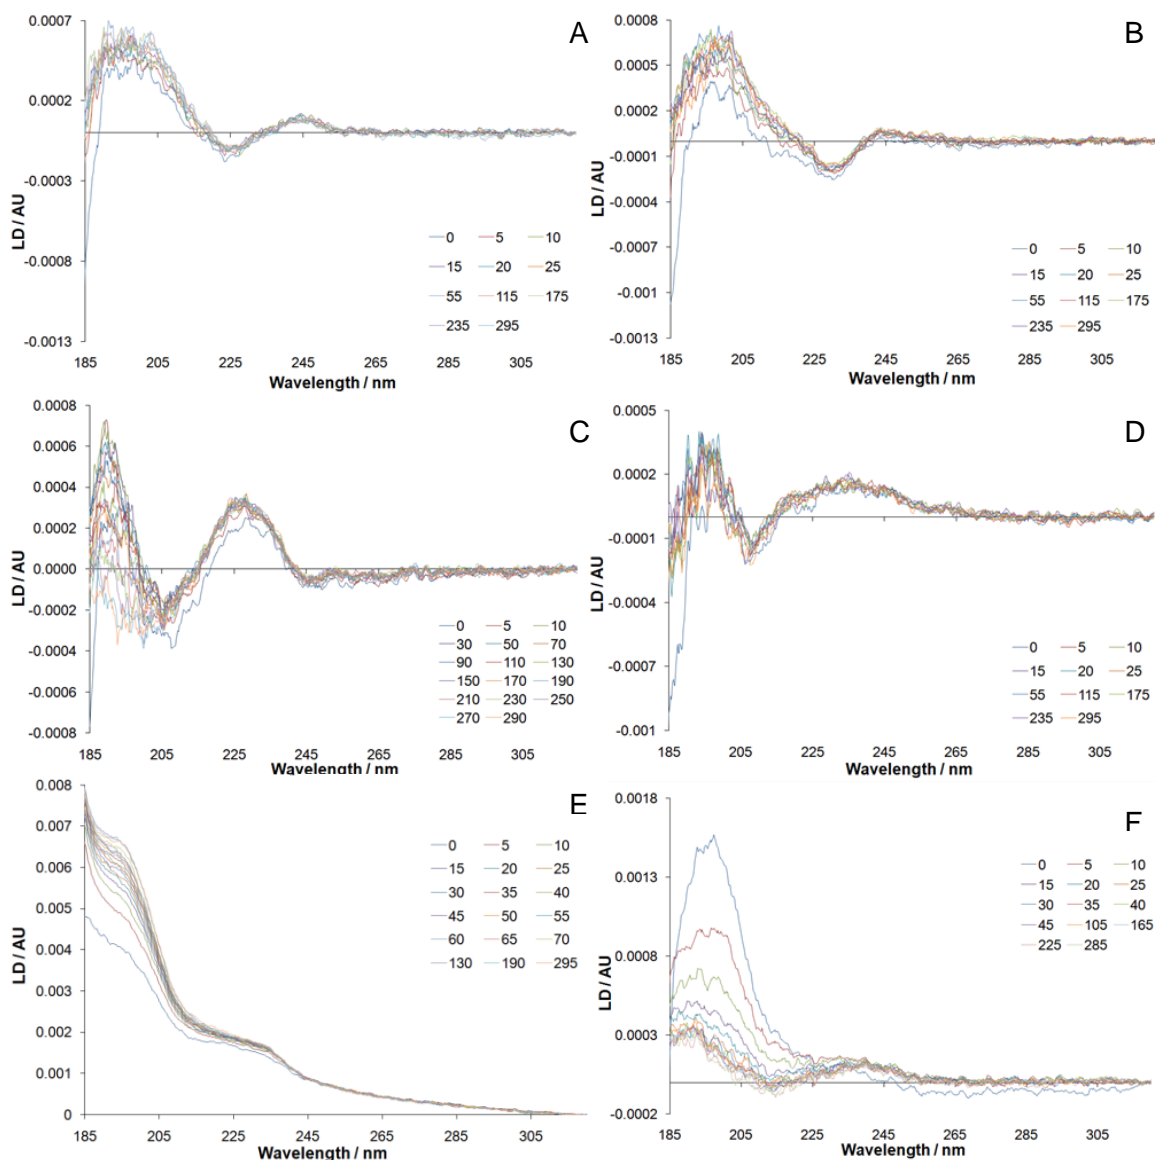 A
0.0007
0.0002
-0.0003
-0.0008
-0.0013
LD / AU
0 5 10
15 20 25
55 115 175
235 295
185 205 225 245 265 285 305
Wavelength / nm
B
0.0008
0.0005
0.0002
-0.0001
-0.0004
-0.0007
-0.001
-0.0013
LD / AU
0 5 10
15 20 25
55 115 175
235 295
185 205 225 245 265 285 305
Wavelength / nm
C
0.0008
0.0006
0.0004
0.0002
0.0000
-0.0002
-0.0004
-0.0006
-0.0008
LD / AU
0 5 10
30 50 70
90 110 130
150 170 190
210 230 250
270 290
185 205 225 245 265 285 305
Wavelength / nm
D
0.0005
0.0002
-0.0001
-0.0004
-0.0007
-0.001
LD / AU
0 5 10
15 20 25
55 115 175
235 295
185 205 225 245 265 285 305
Wavelength / nm
E
0.008
0.007
0.006
0.005
0.004
0.003
0.002
0.001
0
LD / AU
0 5 10
15 20 25
30 35 40
45 50 55
60 65 70
130 190 295
185 205 225 245 265 285 305
Wavelength / nm
F
0.0018
0.0013
0.0008
0.0003
-0.0002
LD / AU
0 5 10
15 20 25
30 35 40
45 105 165
225 285
185 205 225 245 265 285 305
Wavelength / nm